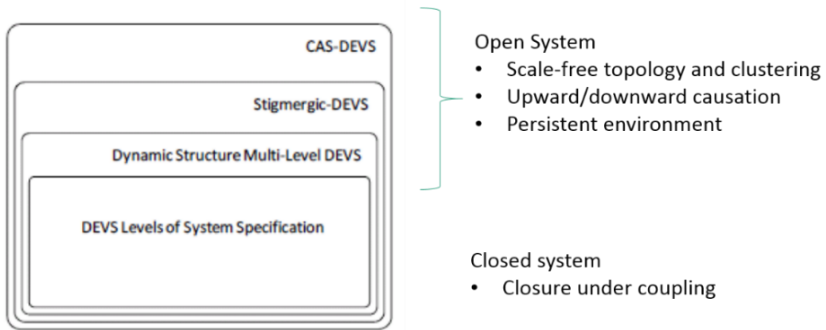 CAS-DEVS
Stigmergic-DEVS
Dynamic Structure Multi-Level DEVS
DEVS Levels of System Specification
Open System
• Scale-free topology and clustering
• Upward/downward causation
• Persistent environment
Closed system
• Closure under coupling